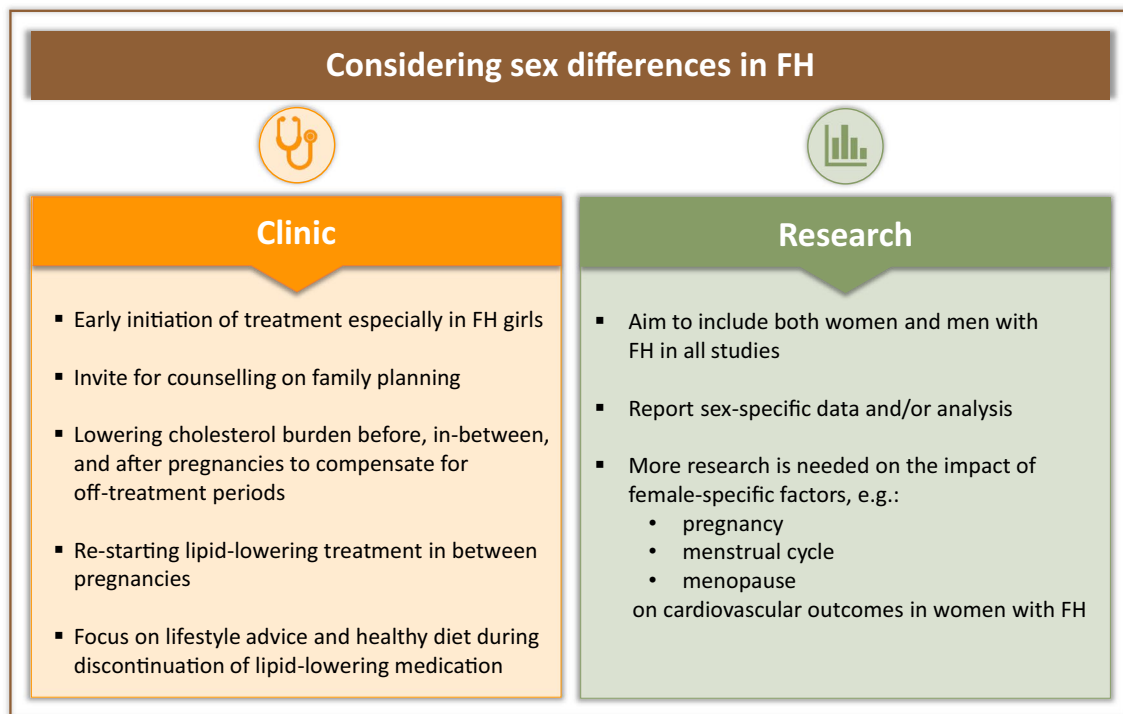 Considering sex differences in FH
Clinic
▪ Early initiation of treatment especially in FH girls
▪ Invite for counselling on family planning
▪ Lowering cholesterol burden before, in-between,
and after pregnancies to compensate for
off-treatment periods
▪ Re-starting lipid-lowering treatment in between
pregnancies
▪ Focus on lifestyle advice and healthy diet during
discontinuation of lipid-lowering medication
Research
▪ Aim to include both women and men with
FH in all studies
▪ Report sex-specific data and/or analysis
▪ More research is needed on the impact of
female-specific factors, e.g.:
• pregnancy
• menstrual cycle
• menopause
on cardiovascular outcomes in women with FH